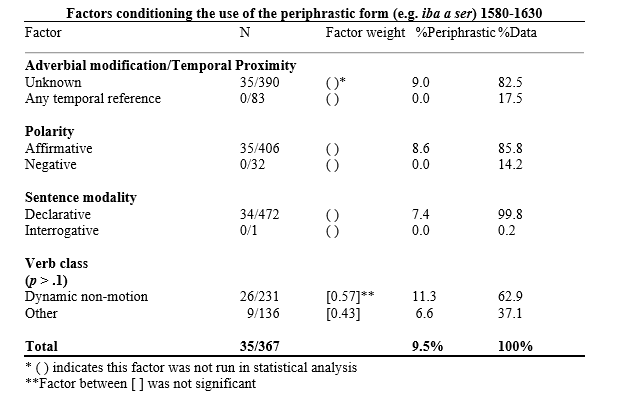 Factors conditioning the use of the periphrastic form (e.g. iba a ser) 1580-1630
Factor N Factor weight %Periphrastic %Data
Adverbial modification/Temporal Proximity
Unknown 35/390 ( )* 9.0 82.5
Any temporal reference 0/83 ( ) 0.0 17.5
Polarity
Affirmative 35/406 ( ) 8.6 85.8
Negative 0/32 ( ) 0.0 14.2
Sentence modality
Declarative 34/472 ( ) 7.4 99.8
Interrogative 0/1 ( ) 0.0 0.2
Verb class
(p > .1)
Dynamic non-motion 26/231 [0.57]** 11.3 62.9
Other 9/136 [0.43] 6.6 37.1
Total 35/367 9.5% 100%
* ( ) indicates this factor was not run in statistical analysis
**Factor between [ ] was not significant